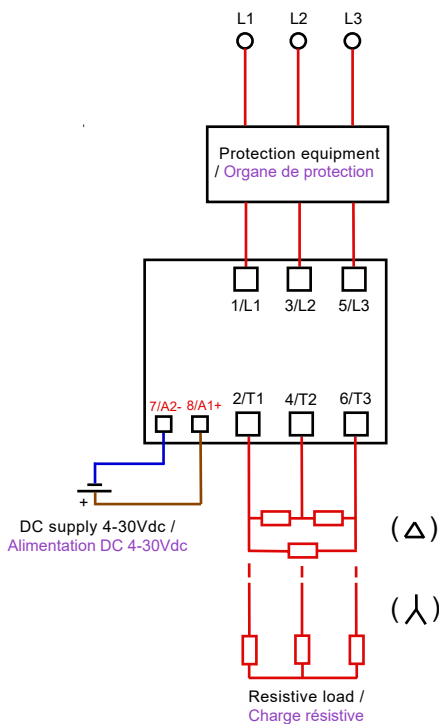 L1 L2 L3
Protection equipment
/ Organe de protection
1/L1 3/L2 5/L3
7/A2- 8/A1+ 2/T1 4/T2 6/T3
+
DC supply 4-30Vdc /
Alimentation DC 4-30Vdc
(Δ)
(⅄)
Resistive load /
Charge résistive